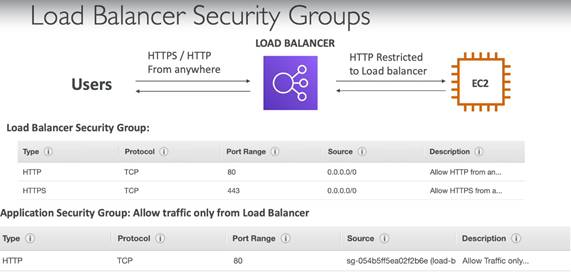 Load Balancer Security Groups
LOAD BALANCER
HTTPS / HTTP
From anywhere
HTTP Restricted
to Load balancer
Users
EC2
Load Balancer Security Group:
Type Protocol Port Range Source Description
HTTP TCP 80 0.0.0.0/0 Allow HTTP from an...
HTTPS TCP 443 0.0.0.0/0 Allow HTTPS from a...
Application Security Group: Allow traffic only from Load Balancer
Type Protocol Port Range Source Description
HTTP TCP 80 sg-054b5ff5ea02f2b6e (load-b Allow Traffic only...